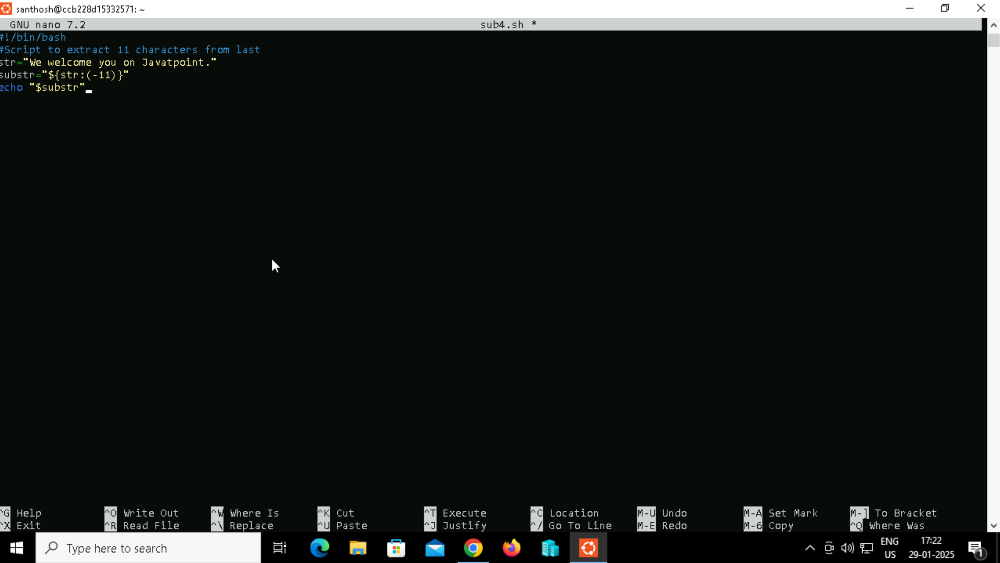 santhosh@ccb228d15332571: ~
GNU nano 7.2 sub4.sh *
#!/bin/bash
#Script to extract 11 characters from last
str="We welcome you on Javatpoint."
substr="${str:(-11)}"
echo "$substr"
^G Help ^O Write Out ^W Where Is ^K Cut ^T Execute ^C Location M-U Undo M-A Set Mark M-] To Bracket
^X Exit ^R Read File ^\ Replace ^U Paste ^J Justify ^/ Go To Line M-E Redo M-6 Copy ^Q Where Was
Type here to search
ENG
US
17:22
29-01-2025
1